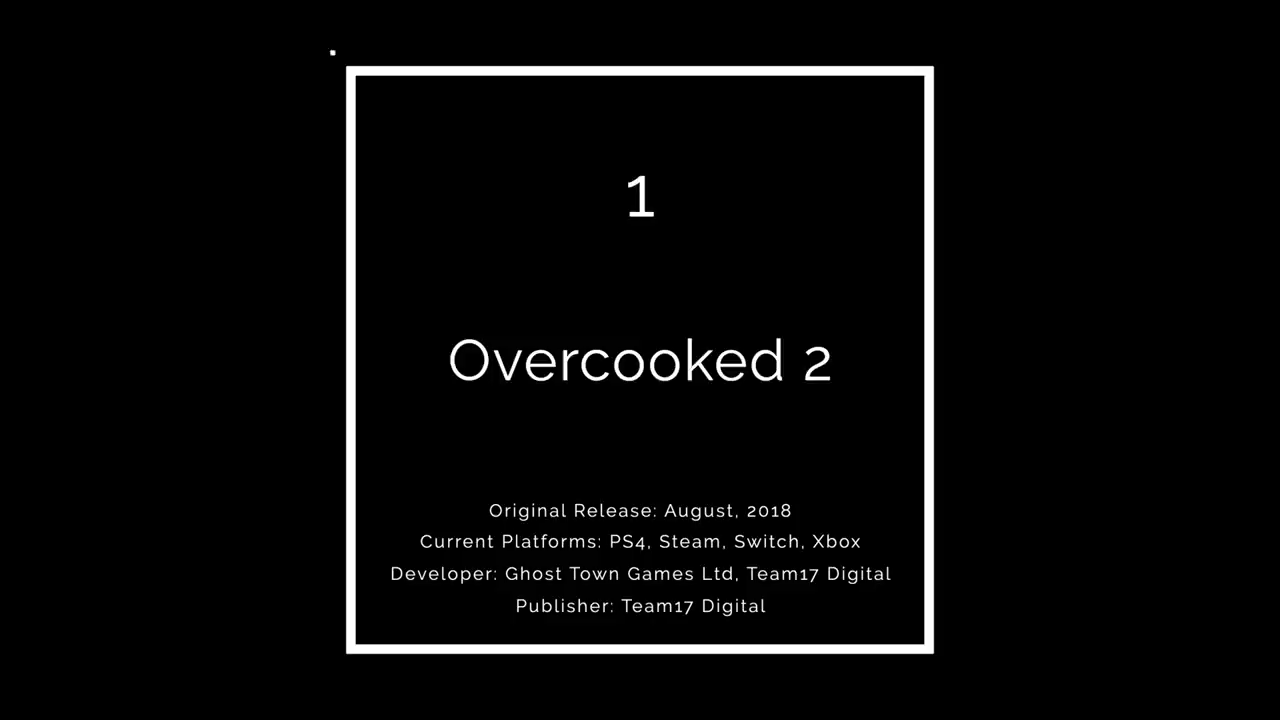 1
Overcooked 2
Original Release: August, 2018
Current Platforms: PS4, Steam, Switch, Xbox
Developer: Ghost Town Games Ltd, Team17 Digital
Publisher: Team17 Digital